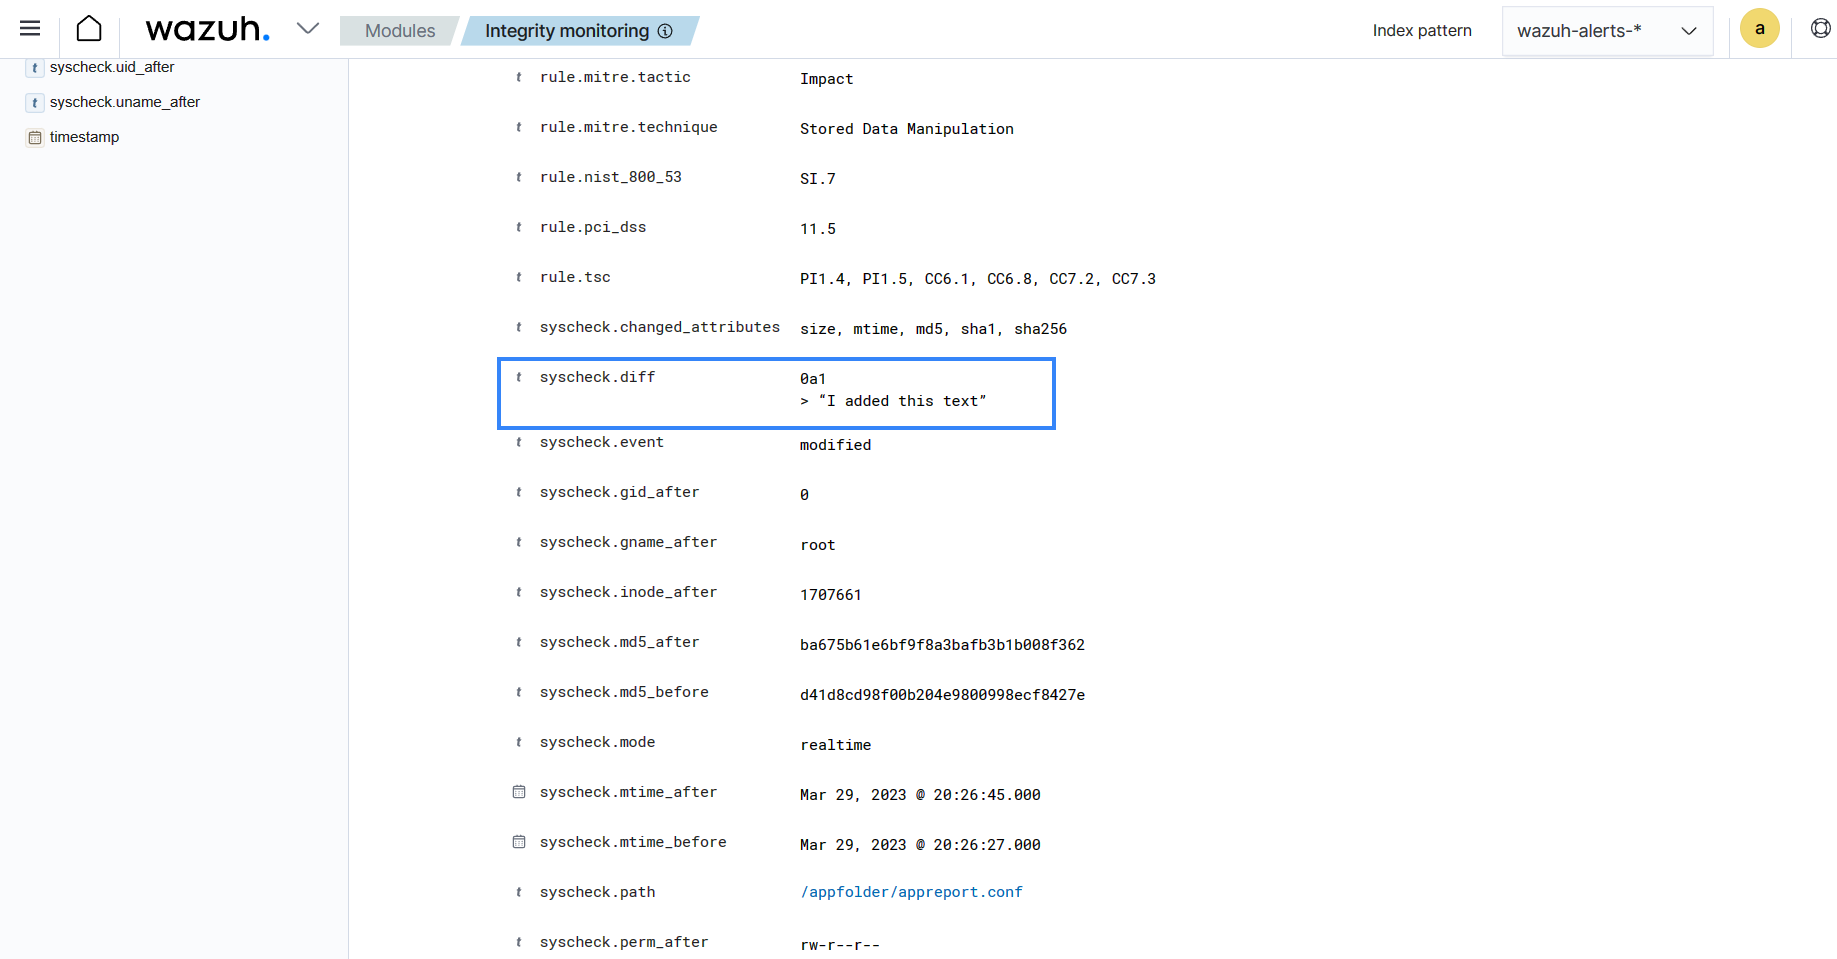 wazuh.
Modules
Integrity monitoring
Index pattern
wazuh-alerts-*
a
t syscheck.uid_after
t syscheck.uname_after
timestamp
t rule.mitre.tactic Impact
t rule.mitre.technique Stored Data Manipulation
t rule.nist_800_53 SI.7
t rule.pci_dss 11.5
t rule.tsc PI1.4, PI1.5, CC6.1, CC6.8, CC7.2, CC7.3
t syscheck.changed_attributes size, mtime, md5, sha1, sha256
t syscheck.diff 0a1
> “I added this text”
t syscheck.event modified
t syscheck.gid_after 0
t syscheck.gname_after root
t syscheck.inode_after 1707661
t syscheck.md5_after ba675b61e6bf9f8a3bafb3b1b008f362
t syscheck.md5_before d41d8cd98f00b204e9800998ecf8427e
t syscheck.mode realtime
syscheck.mtime_after Mar 29, 2023 @ 20:26:45.000
syscheck.mtime_before Mar 29, 2023 @ 20:26:27.000
t syscheck.path /appfolder/appreport.conf
t syscheck.perm_after rw-r--r--